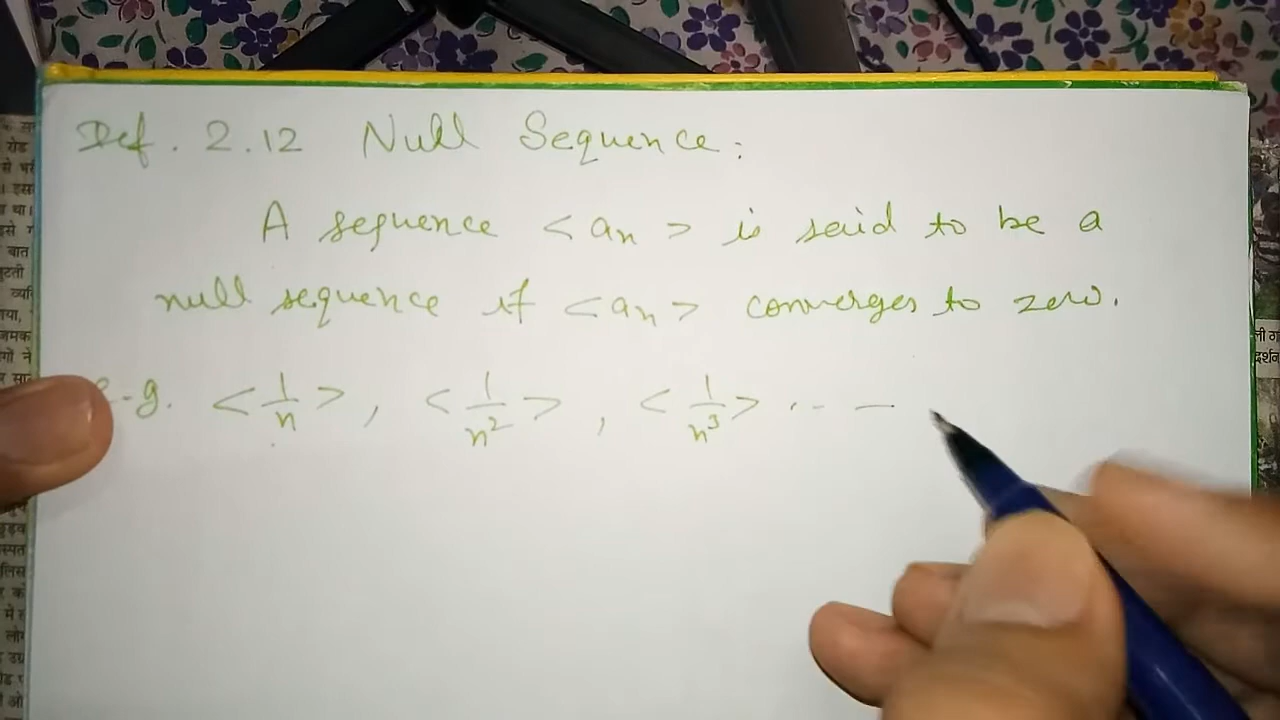 Def. 2.12 Null Sequence:
A sequence <aₙ> is said to be a
null sequence if <aₙ> converges to zero.
e.g. <1/n>, <1/n²>, <1/n³> .-- —